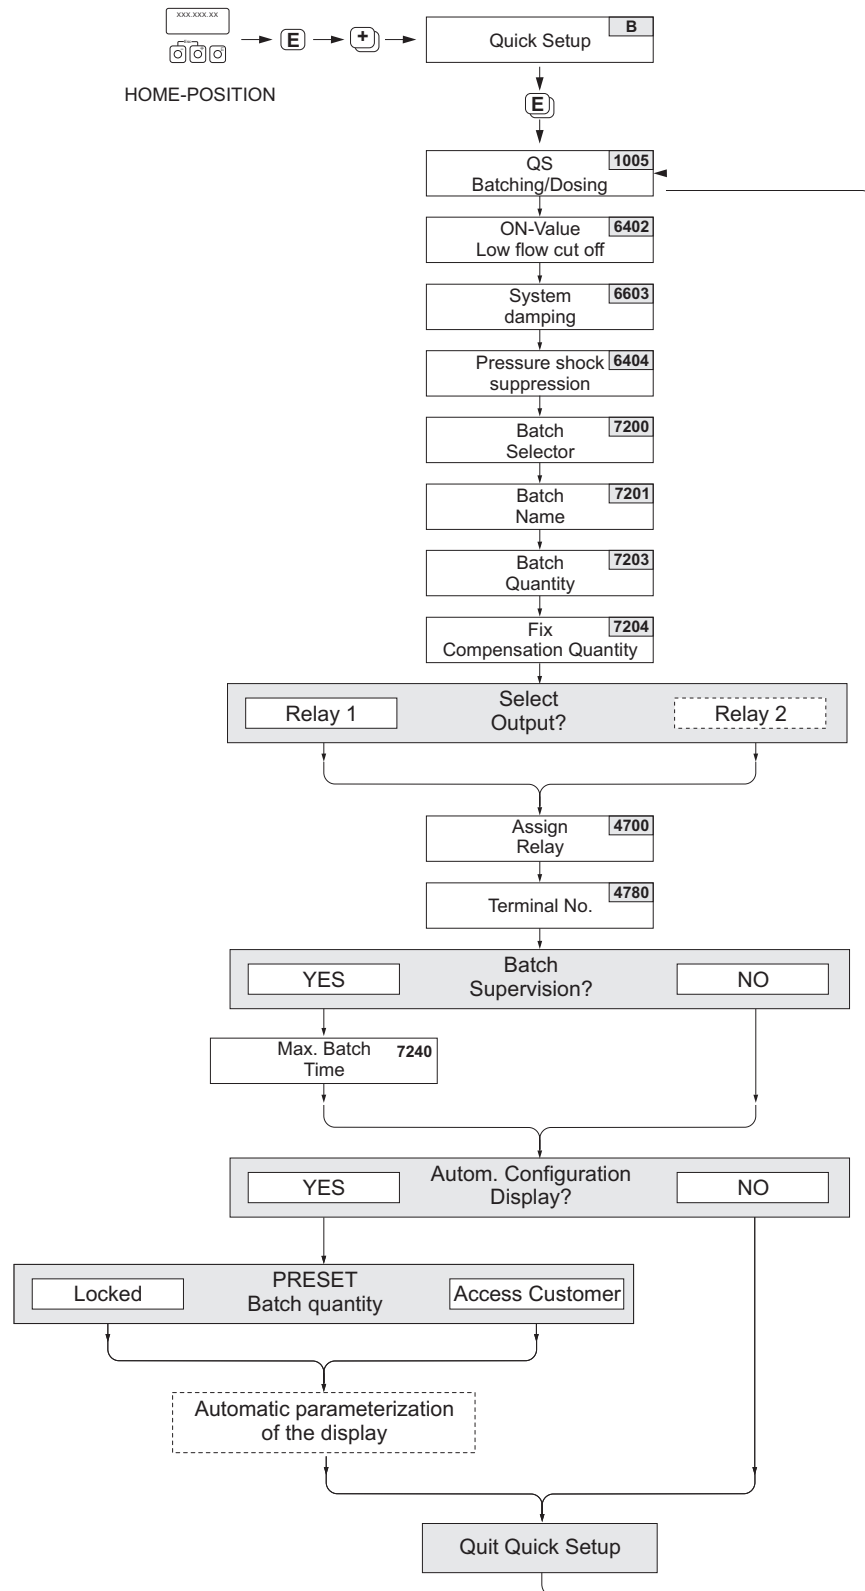 xxx.xxx.xx
Esc
E
+
Quick Setup
B
HOME-POSITION
E
QS
Batching/Dosing
1005
ON-Value
Low flow cut off
6402
System
damping
6603
Pressure shock
suppression
6404
Batch
Selector
7200
Batch
Name
7201
Batch
Quantity
7203
Fix
Compensation Quantity
7204
Select
Output?
Relay 1
Relay 2
Assign
Relay
4700
Terminal No.
4780
Batch
Supervision?
YES
NO
Max. Batch
Time
7240
Autom. Configuration
Display?
YES
NO
PRESET
Batch quantity
Locked
Access Customer
Automatic parameterization
of the display
Quit Quick Setup